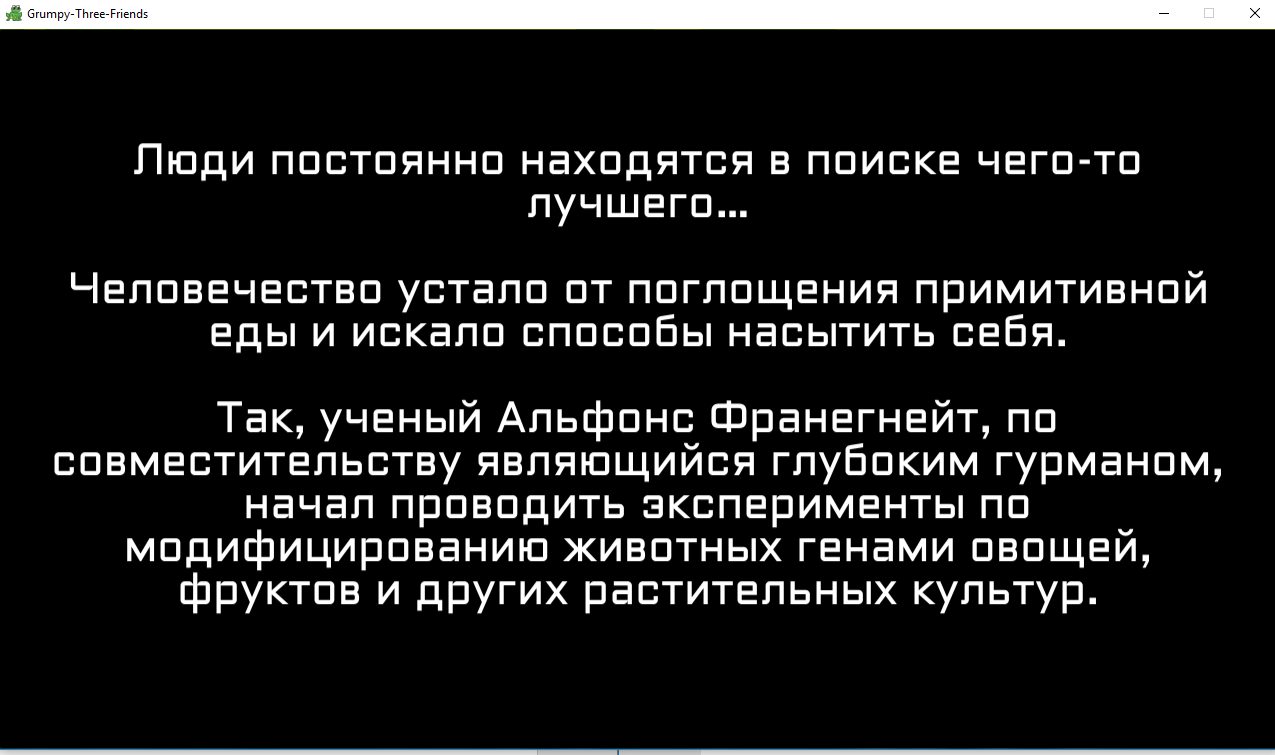 Grumpy-Three-Friends
Люди постоянно находятся в поиске чего-то
лучшего...
Человечество устало от поглощения примитивной
еды и искало способы насытить себя.
Так, ученый Альфонс Франегнейт, по
совместительству являющийся глубоким гурманом,
начал проводить эксперименты по
модифицированию животных генами овощей,
фруктов и других растительных культур.